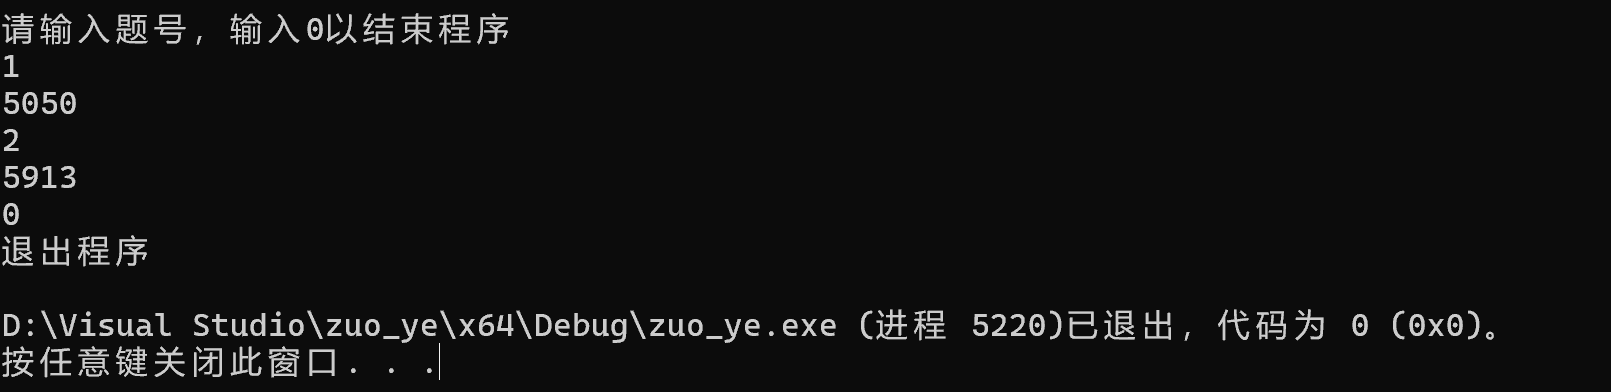 请输入题号，输入0以结束程序
1
5050
2
5913
0
退出程序
D:\Visual Studio\zuo_ye\x64\Debug\zuo_ye.exe (进程 5220)已退出，代码为 0 (0x0)。
按任意键关闭此窗口. . .